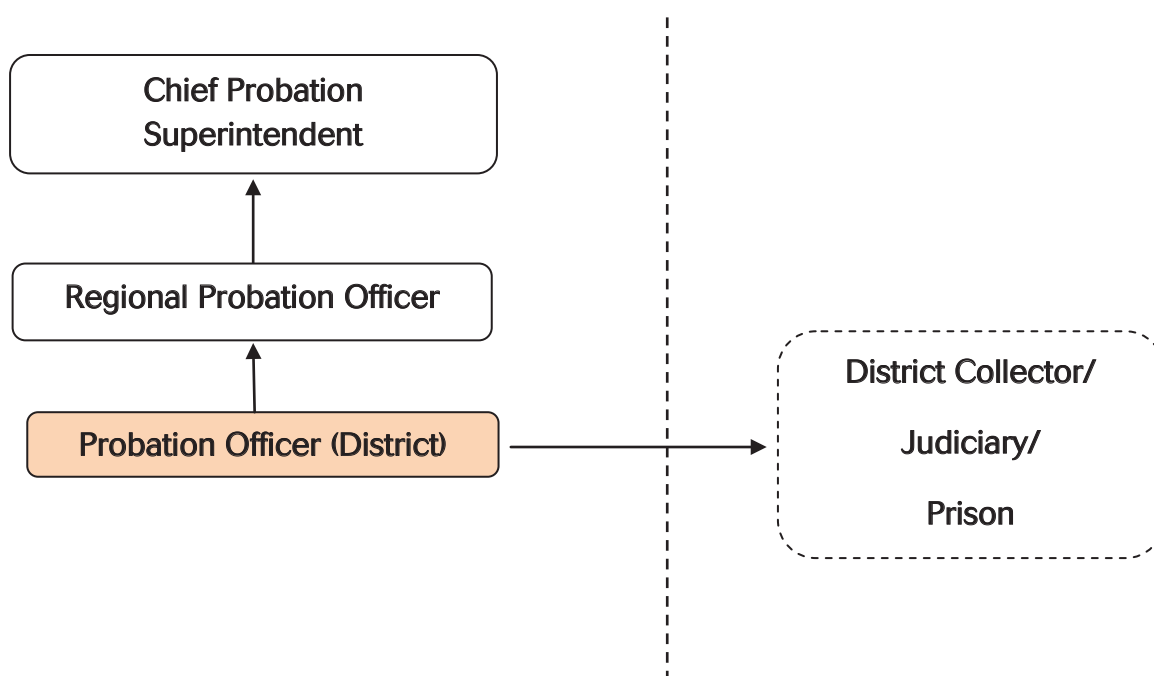 Chief Probation
Superintendent
Regional Probation Officer
Probation Officer (District)
District Collector/
Judiciary/
Prison